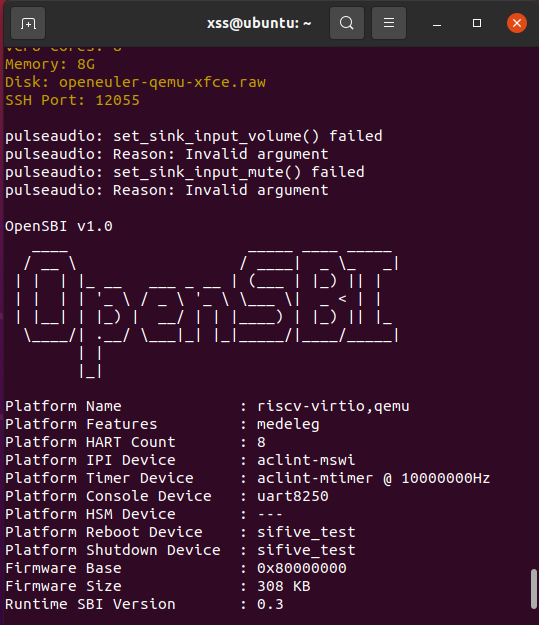 xss@ubuntu: ~
Memory: 8G
Disk: openeuler-qemu-xfce.raw
SSH Port: 12055
pulseaudio: set_sink_input_volume() failed
pulseaudio: Reason: Invalid argument
pulseaudio: set_sink_input_mute() failed
pulseaudio: Reason: Invalid argument
OpenSBI v1.0
OpenSBI
Platform Name : riscv-virtio,qemu
Platform Features : medeleg
Platform HART Count : 8
Platform IPI Device : aclint-mswi
Platform Timer Device : aclint-mtimer @ 10000000Hz
Platform Console Device : uart8250
Platform HSM Device : ---
Platform Reboot Device : sifive_test
Platform Shutdown Device : sifive_test
Firmware Base : 0x80000000
Firmware Size : 308 KB
Runtime SBI Version : 0.3